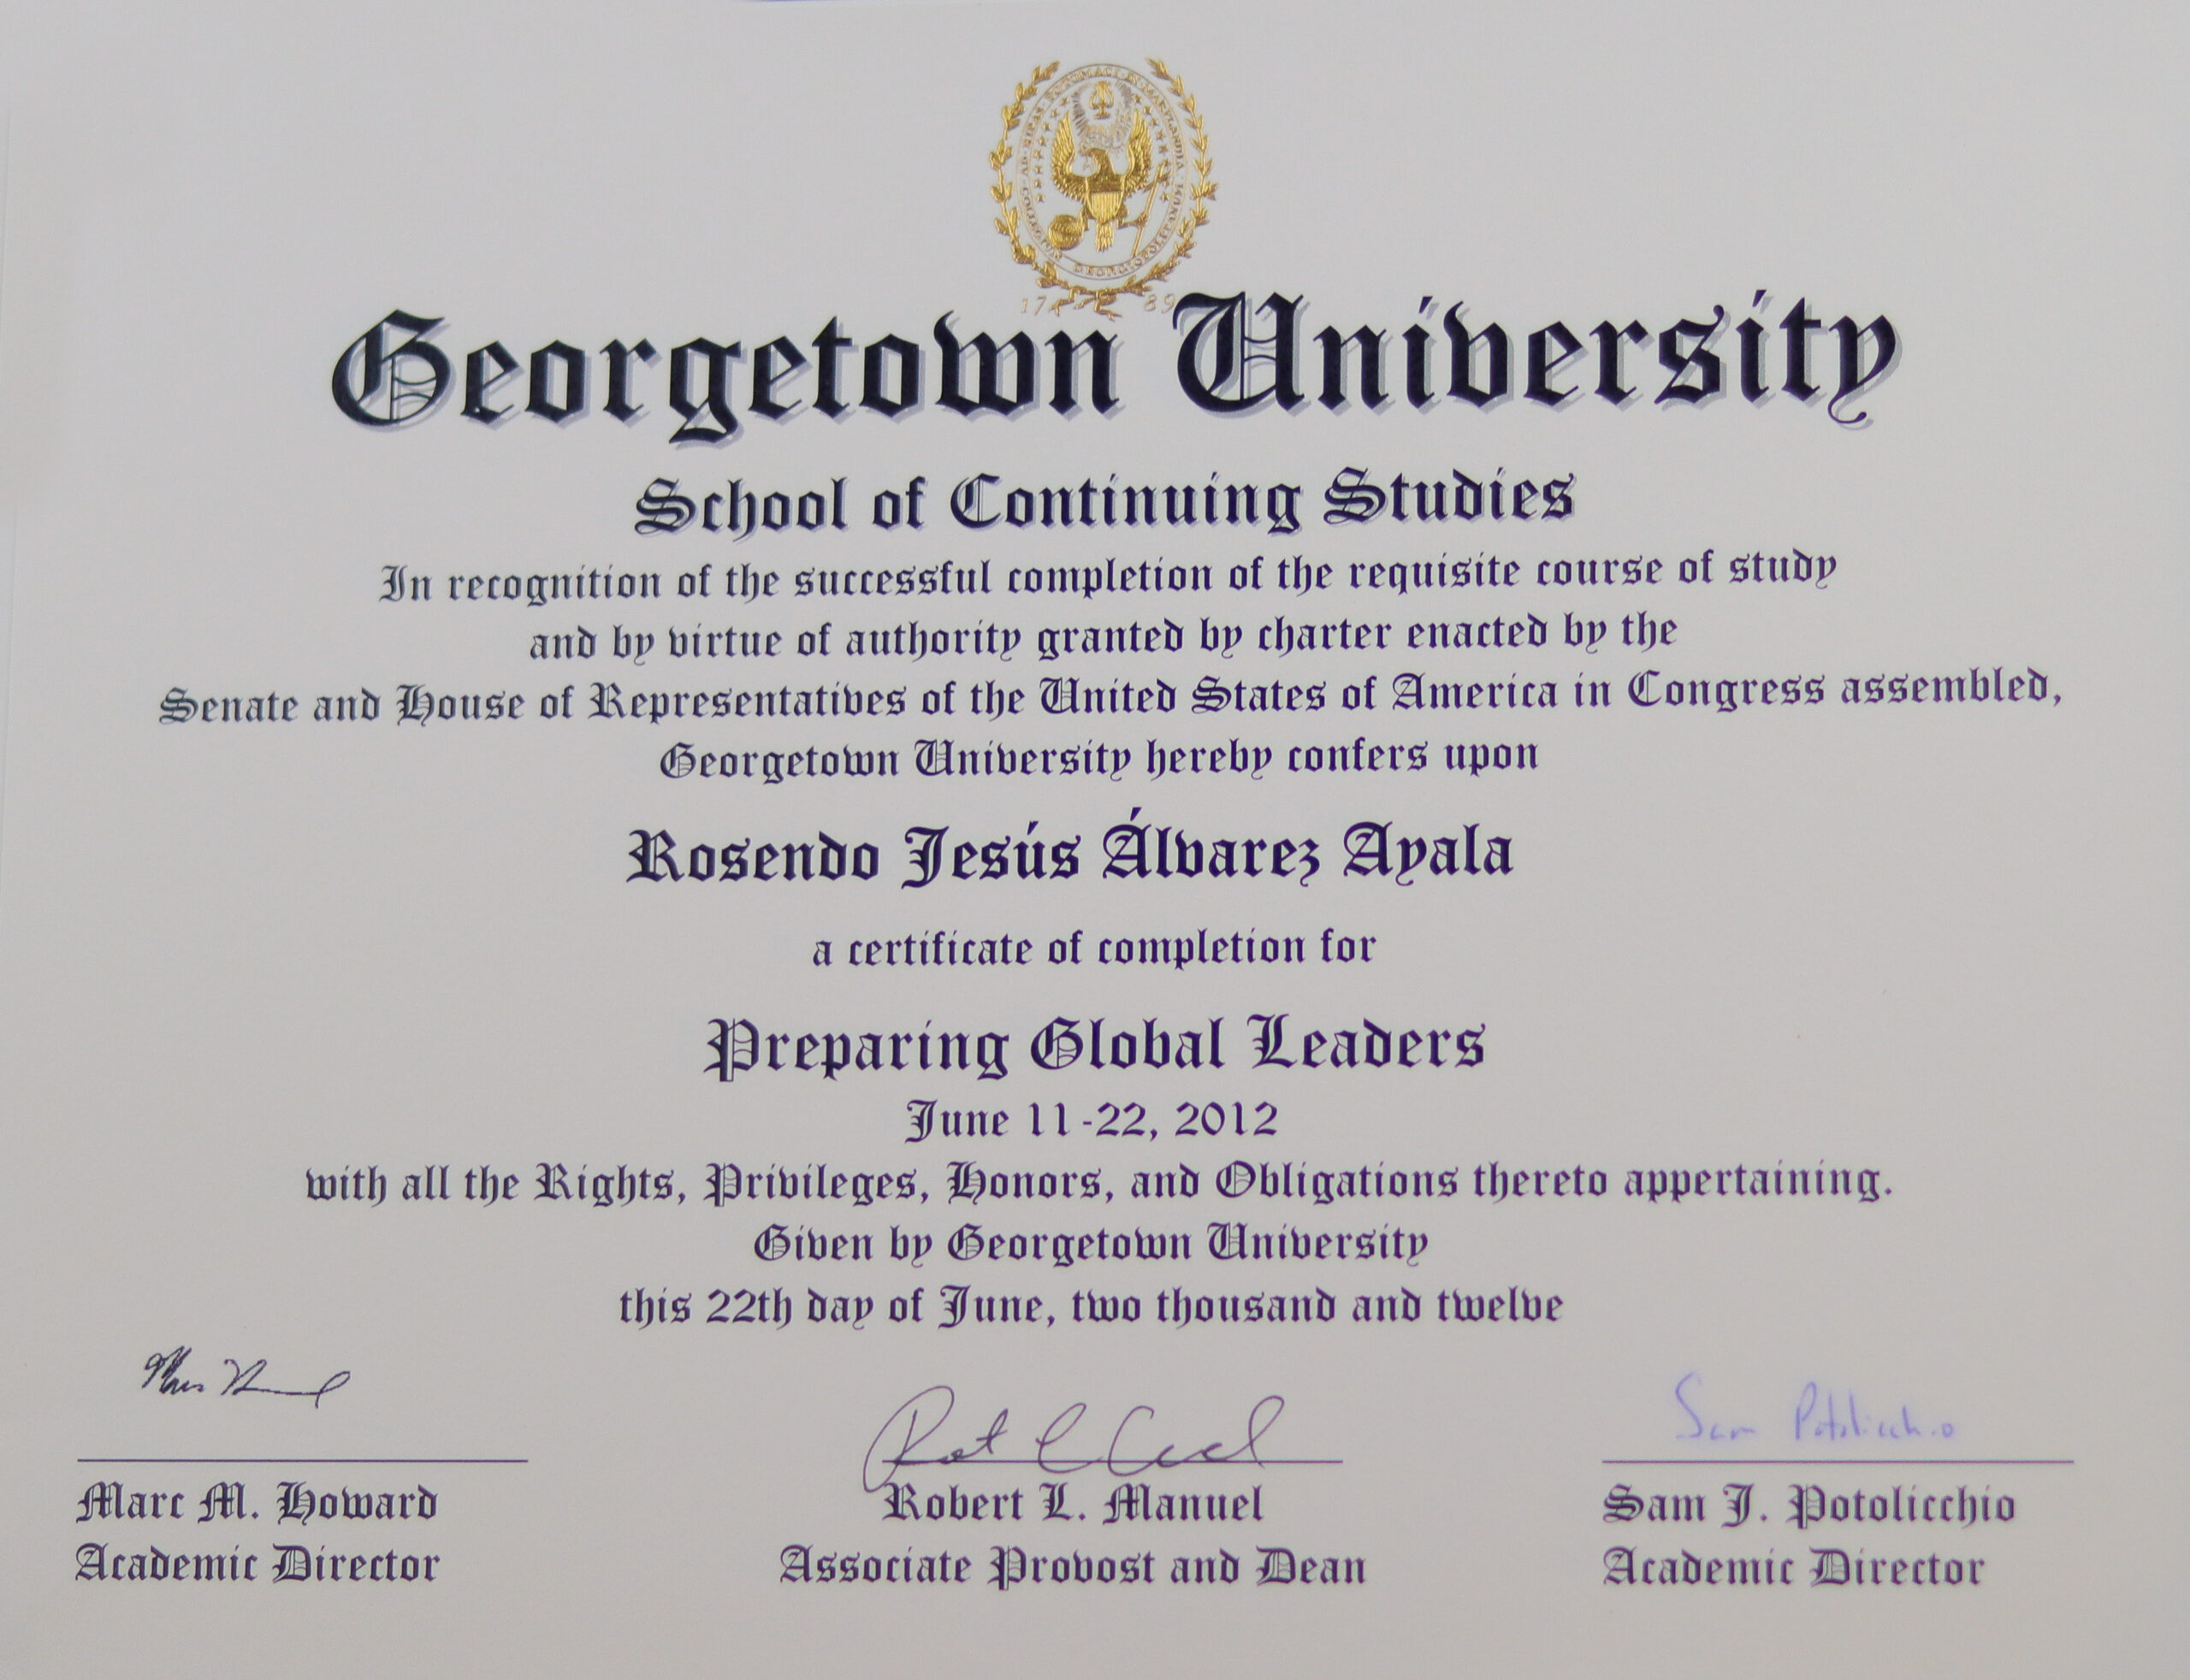 17 89
Georgetown University
School of Continuing Studies
In recognition of the successful completion of the requisite course of study
and by virtue of authority granted by charter enacted by the
Senate and House of Representatives of the United States of America in Congress assembled,
Georgetown University hereby confers upon
Rosendo Jesús Álvarez Ayala
a certificate of completion for
Preparing Global Leaders
June 11-22, 2012
with all the Rights, Privileges, Honors, and Obligations thereto appertaining.
Given by Georgetown University
this 22th day of June, two thousand and twelve
Sam Potolicchio
Marc M. Howard
Academic Director
Robert L. Manuel
Associate Provost and Dean
Sam J. Potolicchio
Academic Director